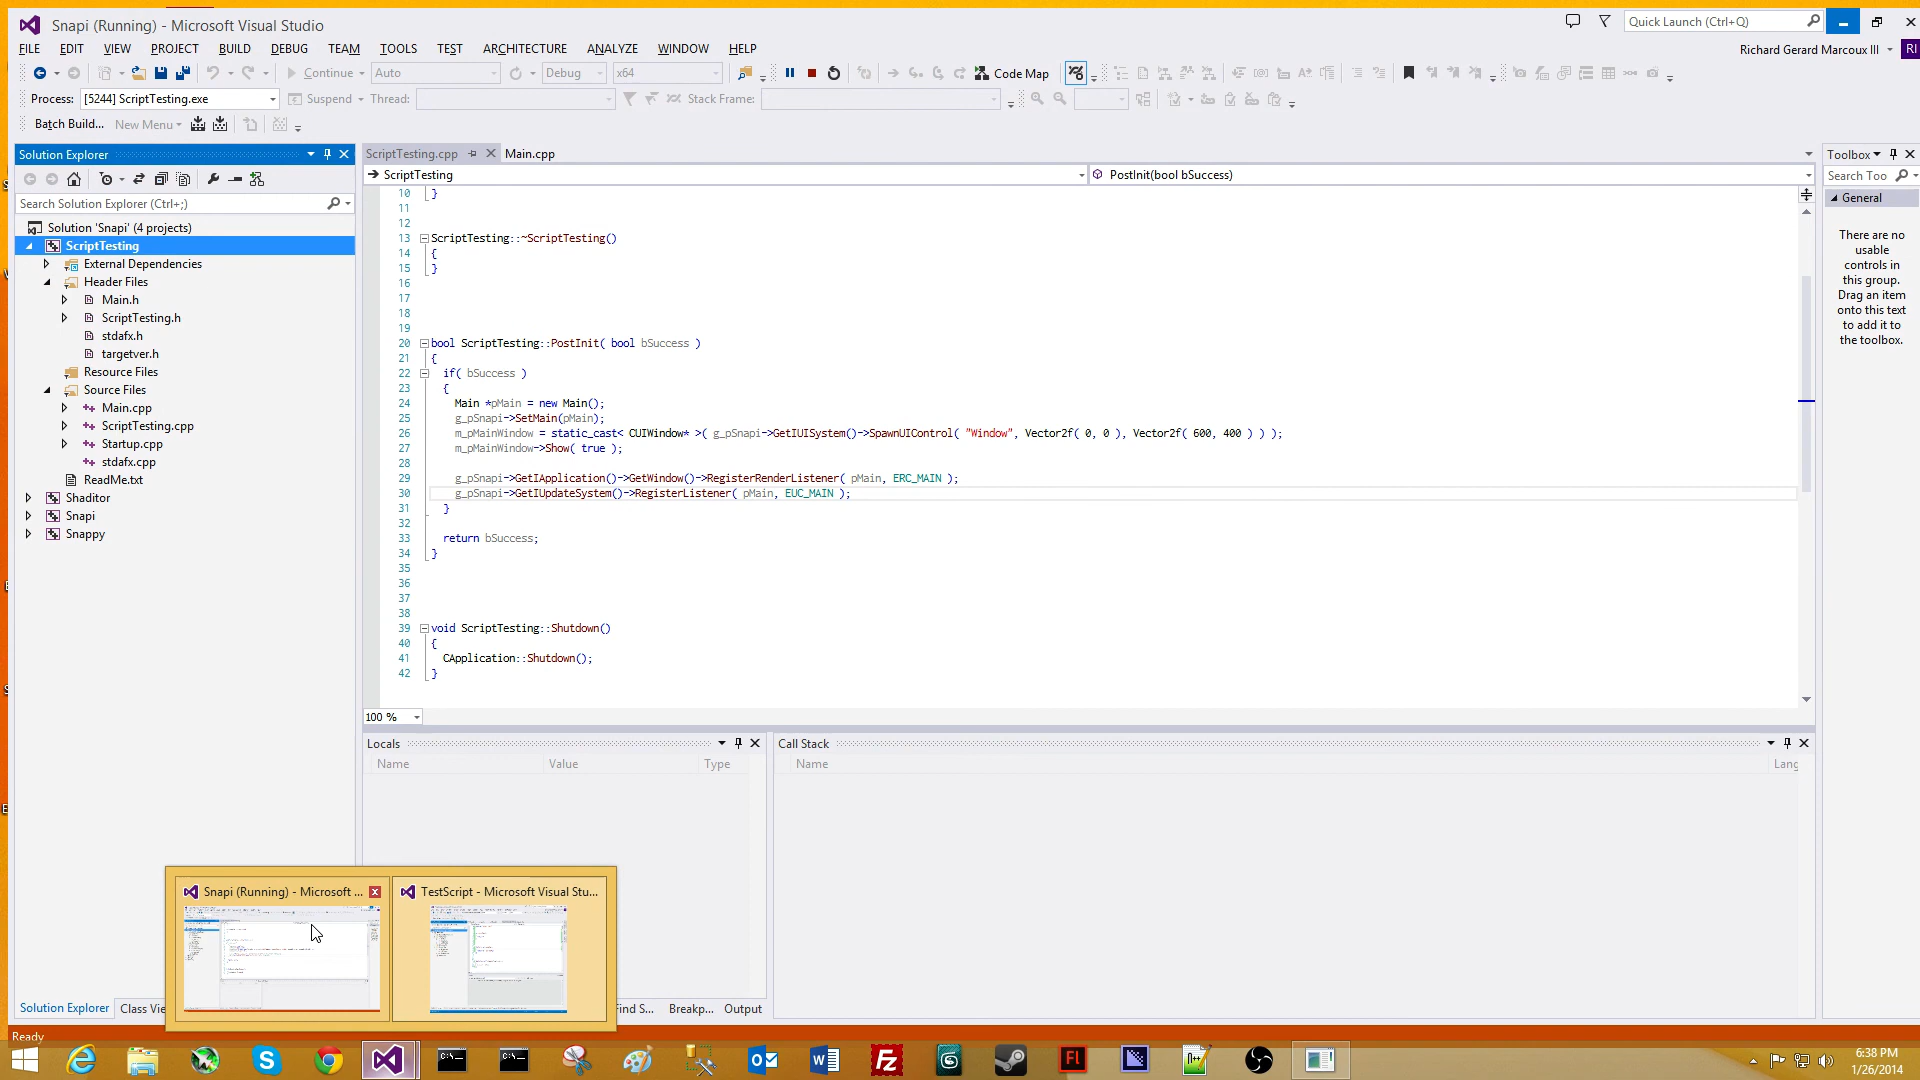 Snapi (Running) - Microsoft Visual Studio
Quick Launch (Ctrl+Q)
FILE EDIT VIEW PROJECT BUILD DEBUG TEAM TOOLS TEST ARCHITECTURE ANALYZE WINDOW HELP
Richard Gerard Marcoux III
RI
Continue Auto Debug x64 Code Map
Process: [5244] ScriptTesting.exe Suspend Thread: Stack Frame:
Batch Build... New Menu
Solution Explorer
Search Solution Explorer (Ctrl+;)
Solution 'Snapi' (4 projects)
ScriptTesting
External Dependencies
Header Files
Main.h
ScriptTesting.h
stdafx.h
targetver.h
Resource Files
Source Files
Main.cpp
ScriptTesting.cpp
Startup.cpp
stdafx.cpp
ReadMe.txt
Shaditor
Snapi
Snappy
ScriptTesting.cpp Main.cpp
ScriptTesting PostInit(bool bSuccess)
10 }
11
12
13 ScriptTesting::~ScriptTesting()
14 {
15 }
16
17
18
19
20 bool ScriptTesting::PostInit( bool bSuccess )
21 {
22 if( bSuccess )
23 {
24 Main *pMain = new Main();
25 g_pSnapi->SetMain(pMain);
26 m_pMainWindow = static_cast< CUIWindow* >( g_pSnapi->GetIUISystem()->SpawnUIControl( "Window", Vector2f( 0, 0 ), Vector2f( 600, 400 ) ) );
27 m_pMainWindow->Show( true );
28
29 g_pSnapi->GetIApplication()->GetWindow()->RegisterRenderListener( pMain, ERC_MAIN );
30 g_pSnapi->GetIUpdateSystem()->RegisterListener( pMain, EUC_MAIN );
31 }
32
33 return bSuccess;
34 }
35
36
37
38
39 void ScriptTesting::Shutdown()
40 {
41 CApplication::Shutdown();
42 }
100 %
Toolbox
Search Too
General
There are no
usable
controls in
this group.
Drag an item
onto this text
to add it to
the toolbox.
Locals
Name Value Type
Call Stack
Name Lang
Snapi (Running) - Microsoft ...
TestScript - Microsoft Visual Stu...
Solution Explorer Class Vie
Find S... Breakp... Output
Ready
6:38 PM
1/26/2014